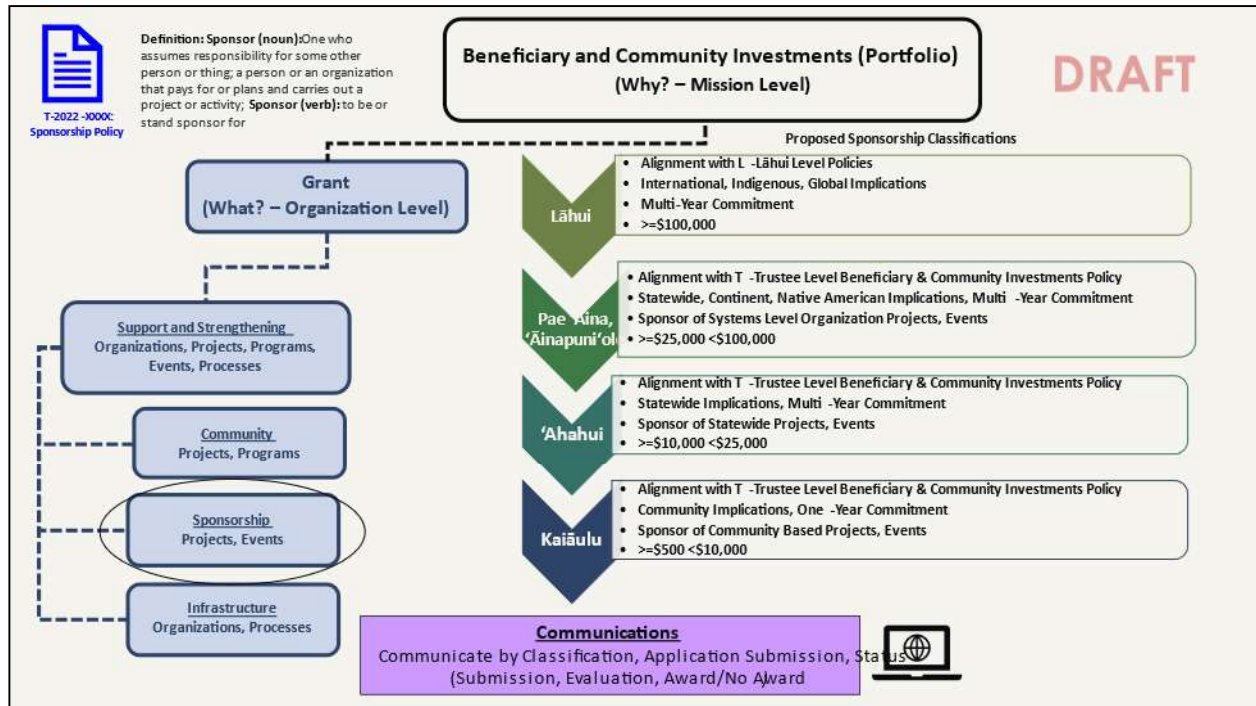 T-2022 -XXXX:
Sponsorship Policy
Definition: Sponsor (noun):One who
assumes responsibility for some other
person or thing; a person or an organization
that pays for or plans and carries out a
project or activity; Sponsor (verb): to be or
stand sponsor for
Beneficiary and Community Investments (Portfolio)
(Why? – Mission Level)
DRAFT
Proposed Sponsorship Classifications
Grant
(What? – Organization Level)
Support and Strengthening
Organizations, Projects, Programs,
Events, Processes
Community
Projects, Programs
Sponsorship
Projects, Events
Infrastructure
Organizations, Processes
Lāhui
• Alignment with L -Lāhui Level Policies
• International, Indigenous, Global Implications
• Multi-Year Commitment
• >=$100,000
Pae ʻĀina,
ʻĀinapuniʻole
• Alignment with T -Trustee Level Beneficiary & Community Investments Policy
• Statewide, Continent, Native American Implications, Multi -Year Commitment
• Sponsor of Systems Level Organization Projects, Events
• >=$25,000 <$100,000
ʻAhahui
• Alignment with T -Trustee Level Beneficiary & Community Investments Policy
• Statewide Implications, Multi -Year Commitment
• Sponsor of Statewide Projects, Events
• >=$10,000 <$25,000
Kaiāulu
• Alignment with T -Trustee Level Beneficiary & Community Investments Policy
• Community Implications, One -Year Commitment
• Sponsor of Community Based Projects, Events
• >=$500 <$10,000
Communications
Communicate by Classification, Application Submission, Status
(Submission, Evaluation, Award/No Award)